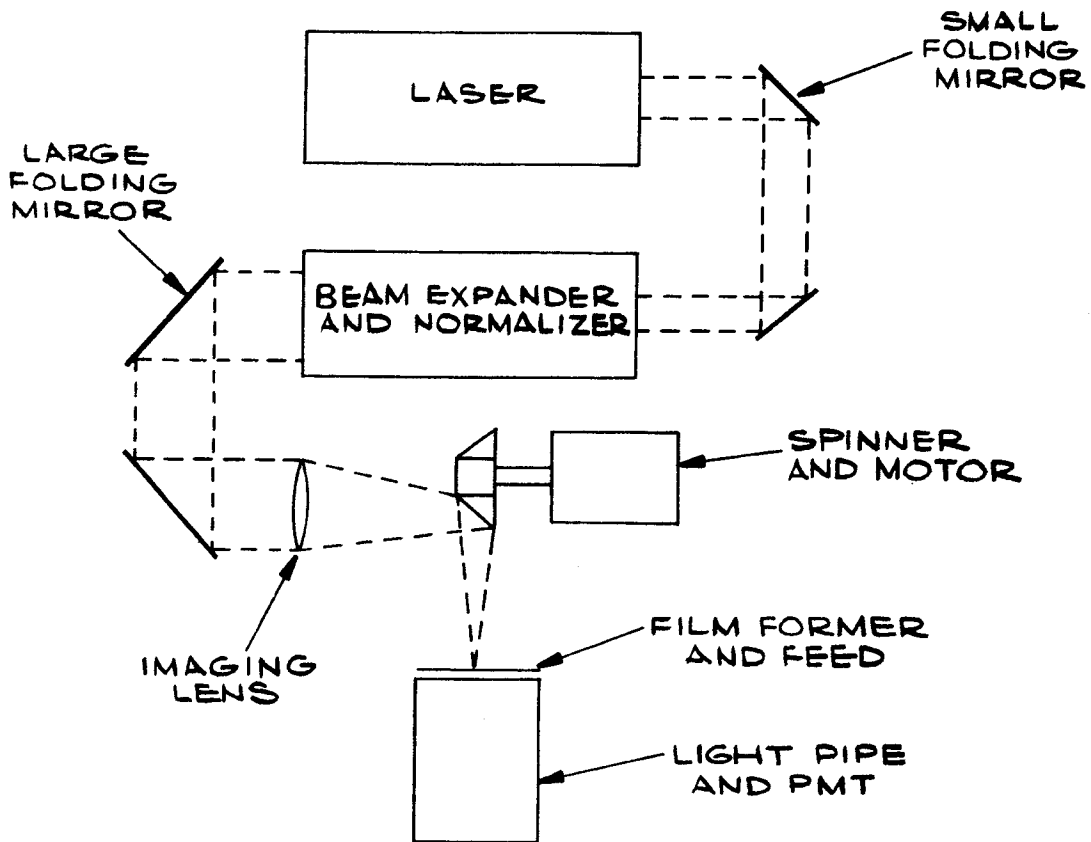 SMALL
FOLDING
MIRROR
LASER
LARGE
FOLDING
MIRROR
BEAM EXPANDER
AND NORMALIZER
SPINNER
AND MOTOR
IMAGING
LENS
FILM FORMER
AND FEED
LIGHT PIPE
AND PMT